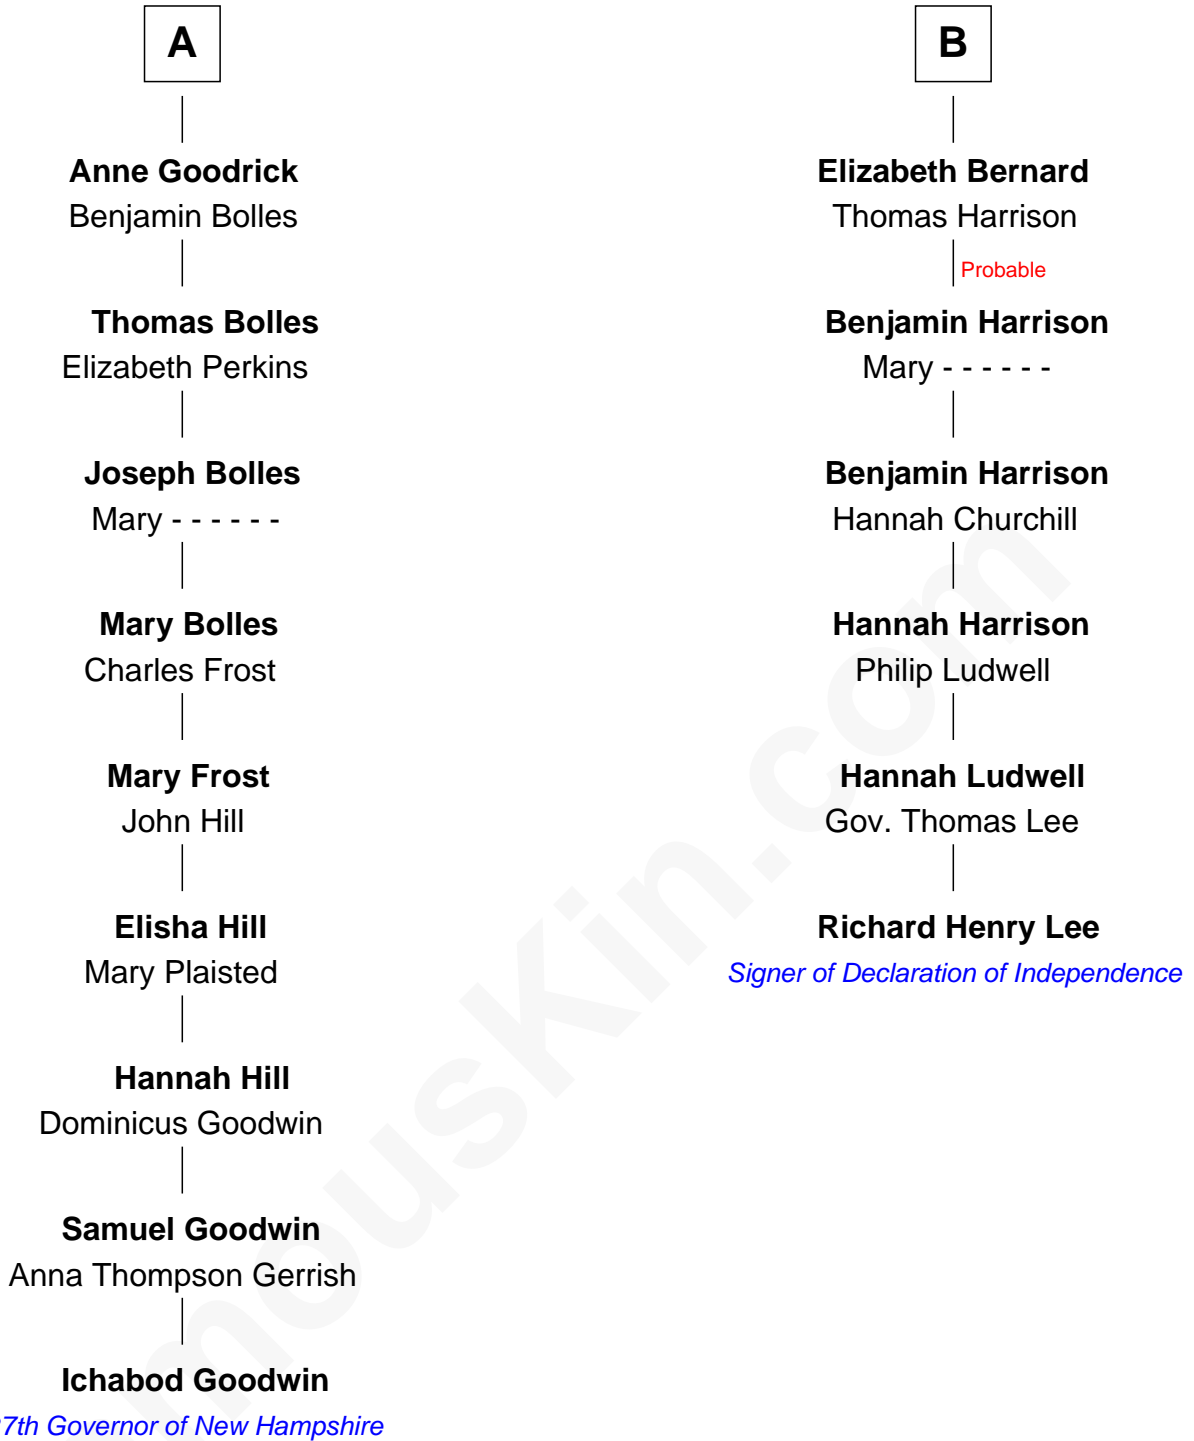 A
Anne Goodrick
Benjamin Bolles
Thomas Bolles
Elizabeth Perkins
Joseph Bolles
Mary - - - - - -
Mary Bolles
Charles Frost
Mary Frost
John Hill
Elisha Hill
Mary Plaisted
Hannah Hill
Dominicus Goodwin
Samuel Goodwin
Anna Thompson Gerrish
Ichabod Goodwin
7th Governor of New Hampshire
B
Elizabeth Bernard
Thomas Harrison
Probable
Benjamin Harrison
Mary - - - - - -
Benjamin Harrison
Hannah Churchill
Hannah Harrison
Philip Ludwell
Hannah Ludwell
Gov. Thomas Lee
Richard Henry Lee
Signer of Declaration of Independence
mouskin.com